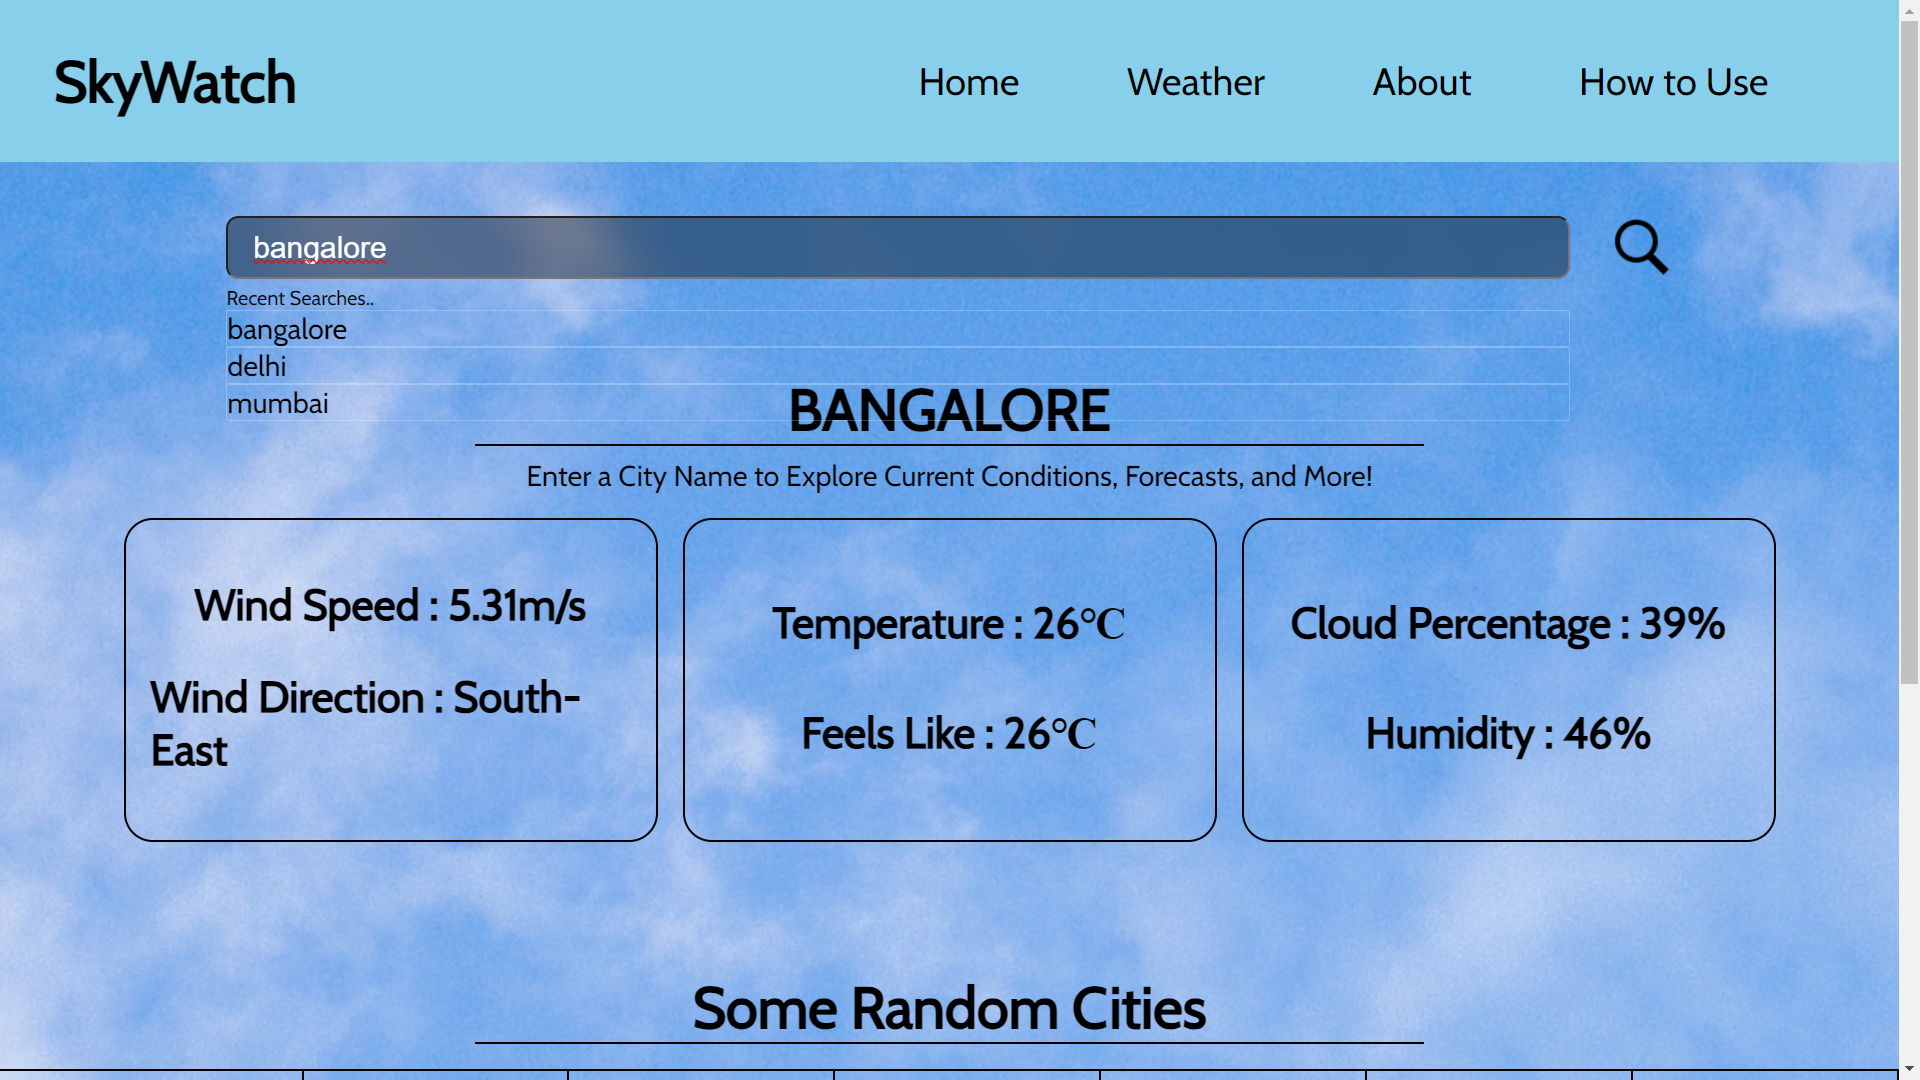 SkyWatch
Home Weather About How to Use
bangalore
Recent Searches..
bangalore
delhi
mumbai
BANGALORE
Enter a City Name to Explore Current Conditions, Forecasts, and More!
Wind Speed : 5.31m/s
Wind Direction : South-
East
Temperature : 26℃
Feels Like : 26℃
Cloud Percentage : 39%
Humidity : 46%
Some Random Cities